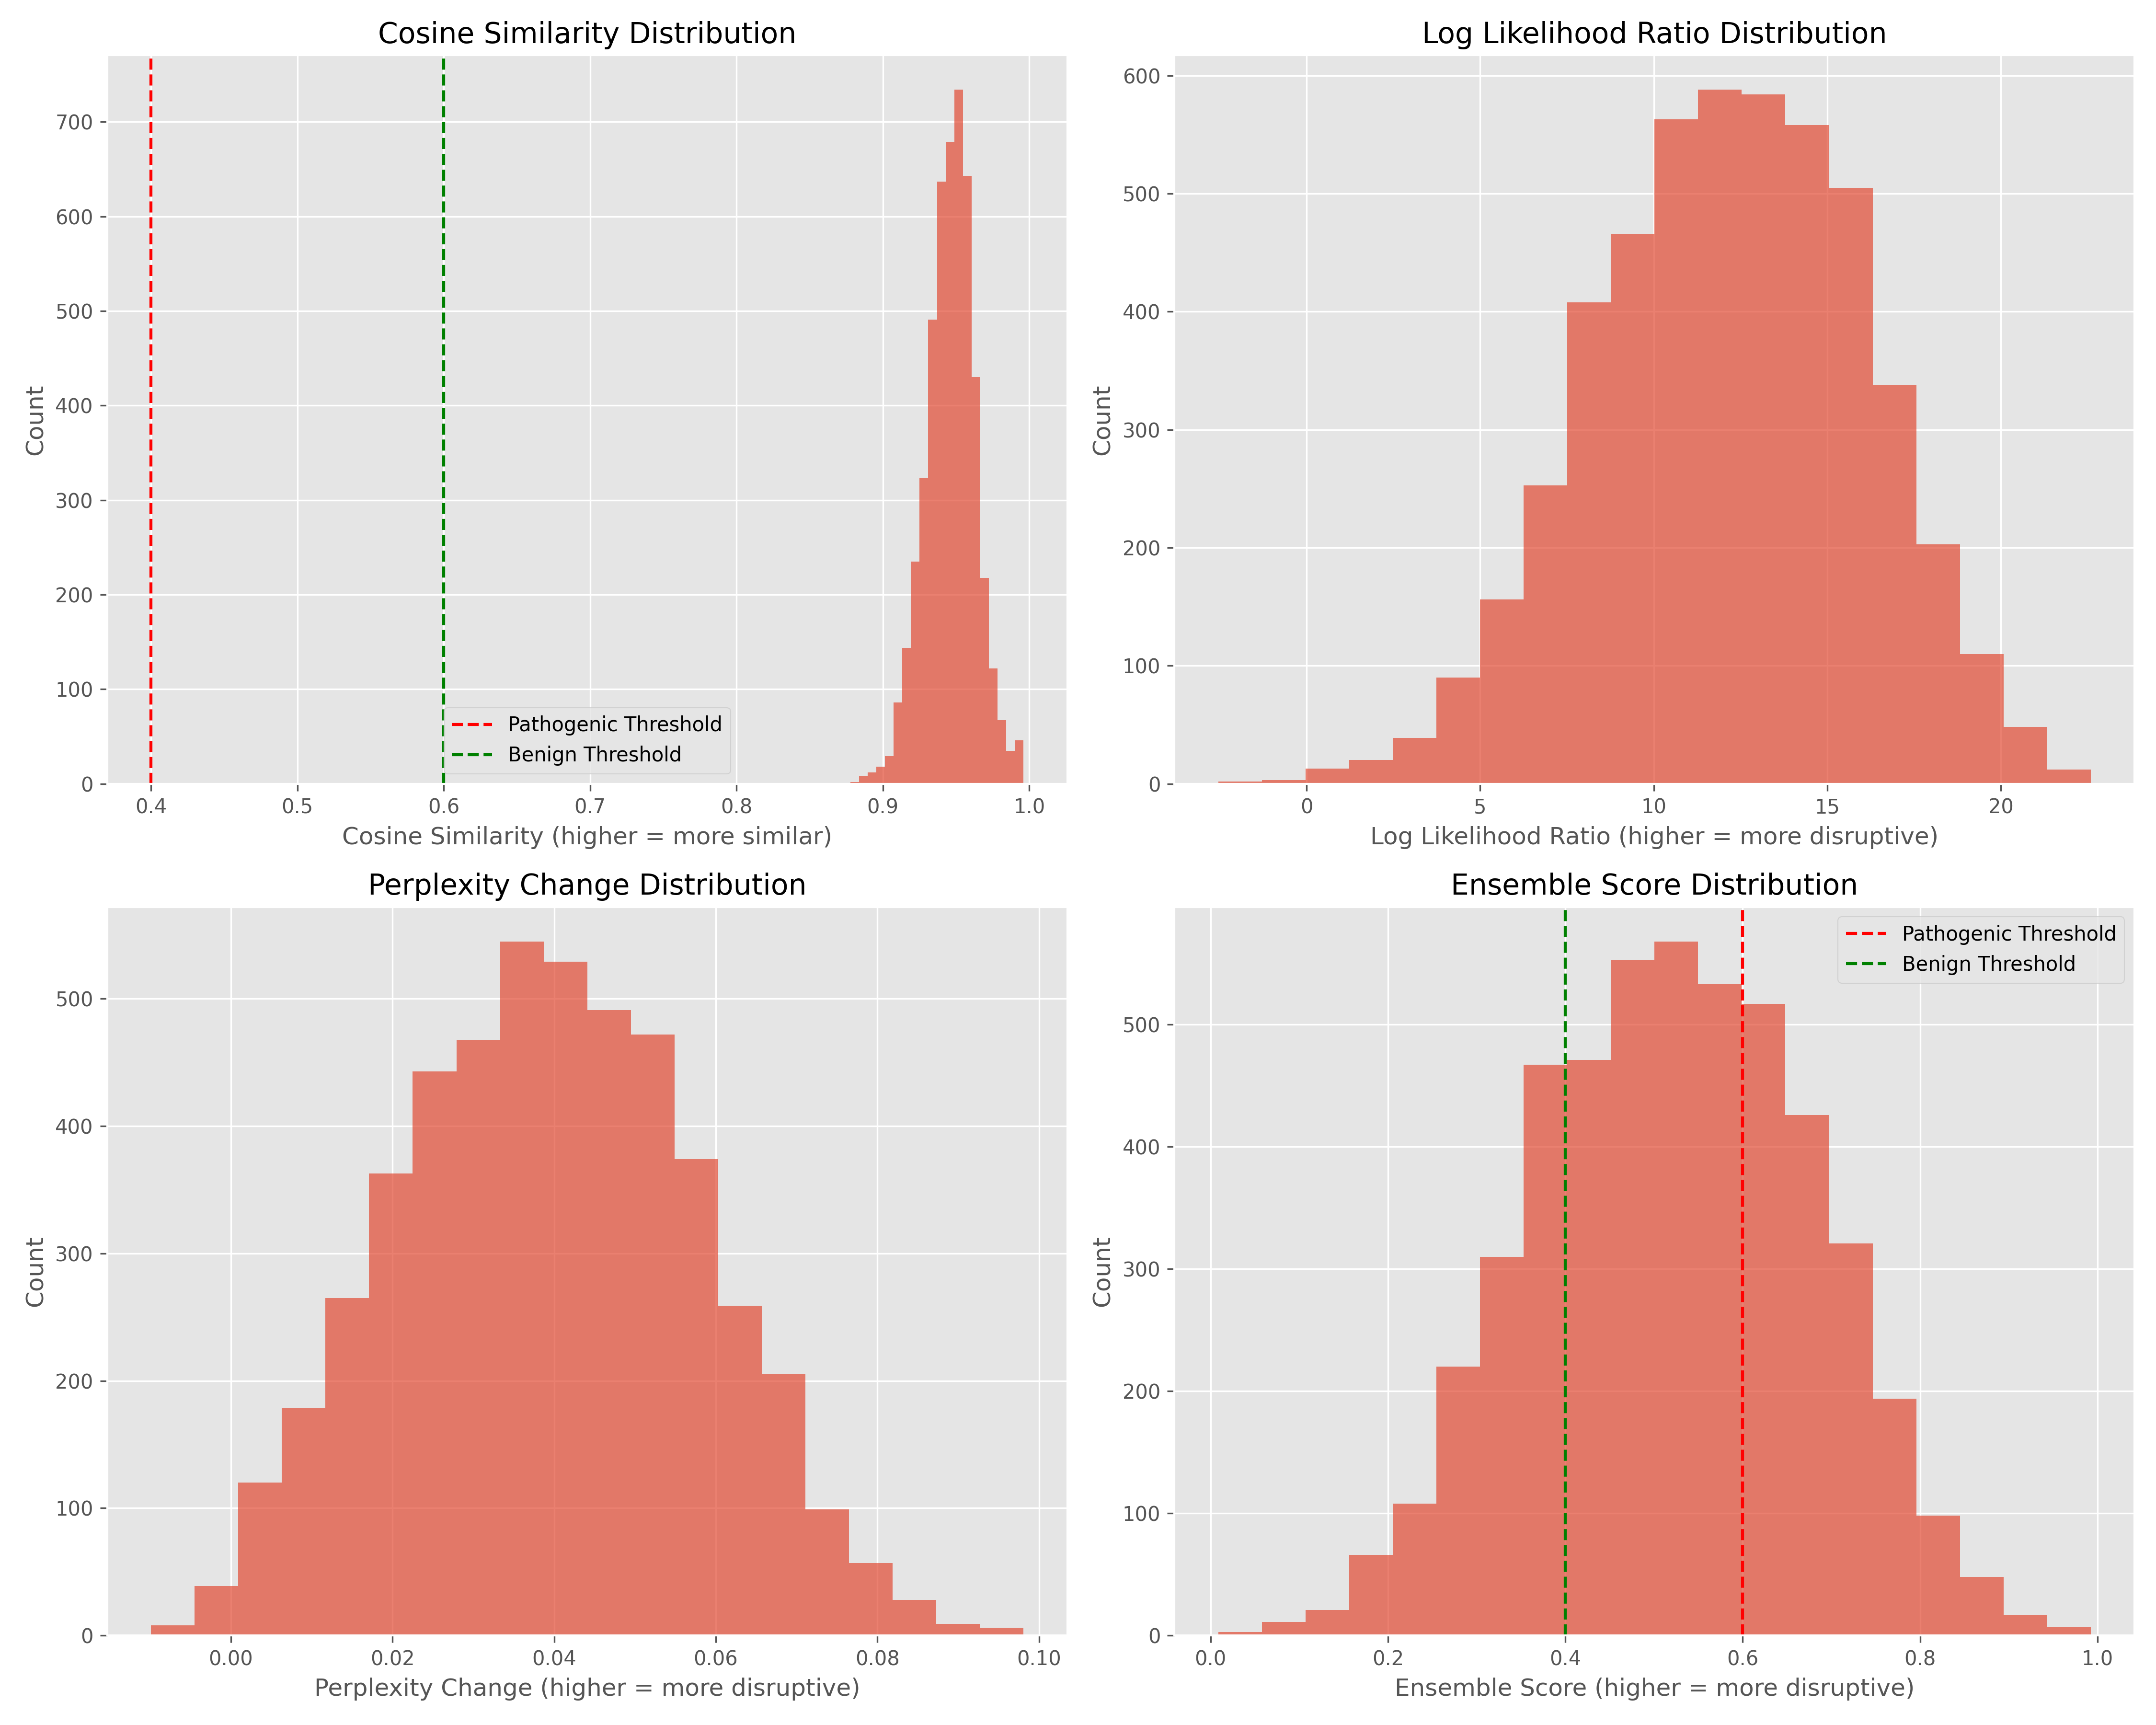 Cosine Similarity Distribution
Count
700
600
500
400
300
200
100
0
Pathogenic Threshold
Benign Threshold
0.4 0.5 0.6 0.7 0.8 0.9 1.0
Cosine Similarity (higher = more similar)
Log Likelihood Ratio Distribution
Count
600
500
400
300
200
100
0
0 5 10 15 20
Log Likelihood Ratio (higher = more disruptive)
Perplexity Change Distribution
Count
500
400
300
200
100
0
0.00 0.02 0.04 0.06 0.08 0.10
Perplexity Change (higher = more disruptive)
Ensemble Score Distribution
Pathogenic Threshold
Benign Threshold
Count
500
400
300
200
100
0
0.0 0.2 0.4 0.6 0.8 1.0
Ensemble Score (higher = more disruptive)